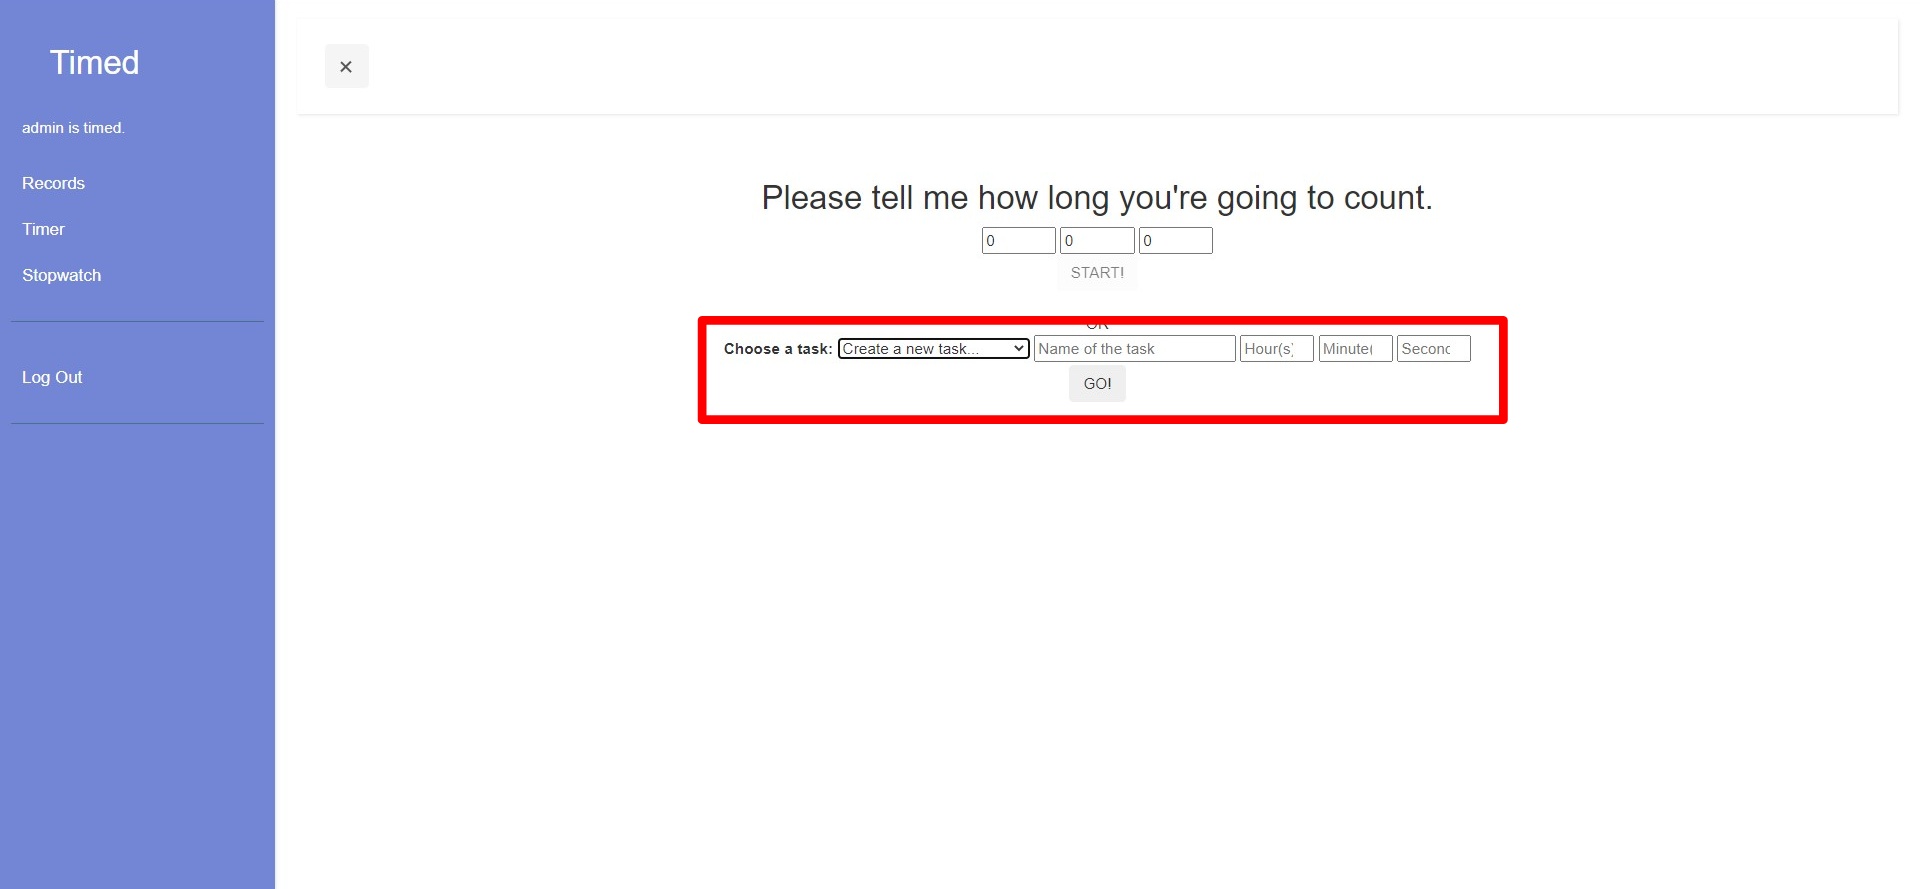 Timed
admin is timed.
Records
Timer
Stopwatch
Log Out
×
Please tell me how long you're going to count.
0 0 0
START!
OR
Choose a task: Create a new task... Name of the task Hour(s) Minute( Second
GO!